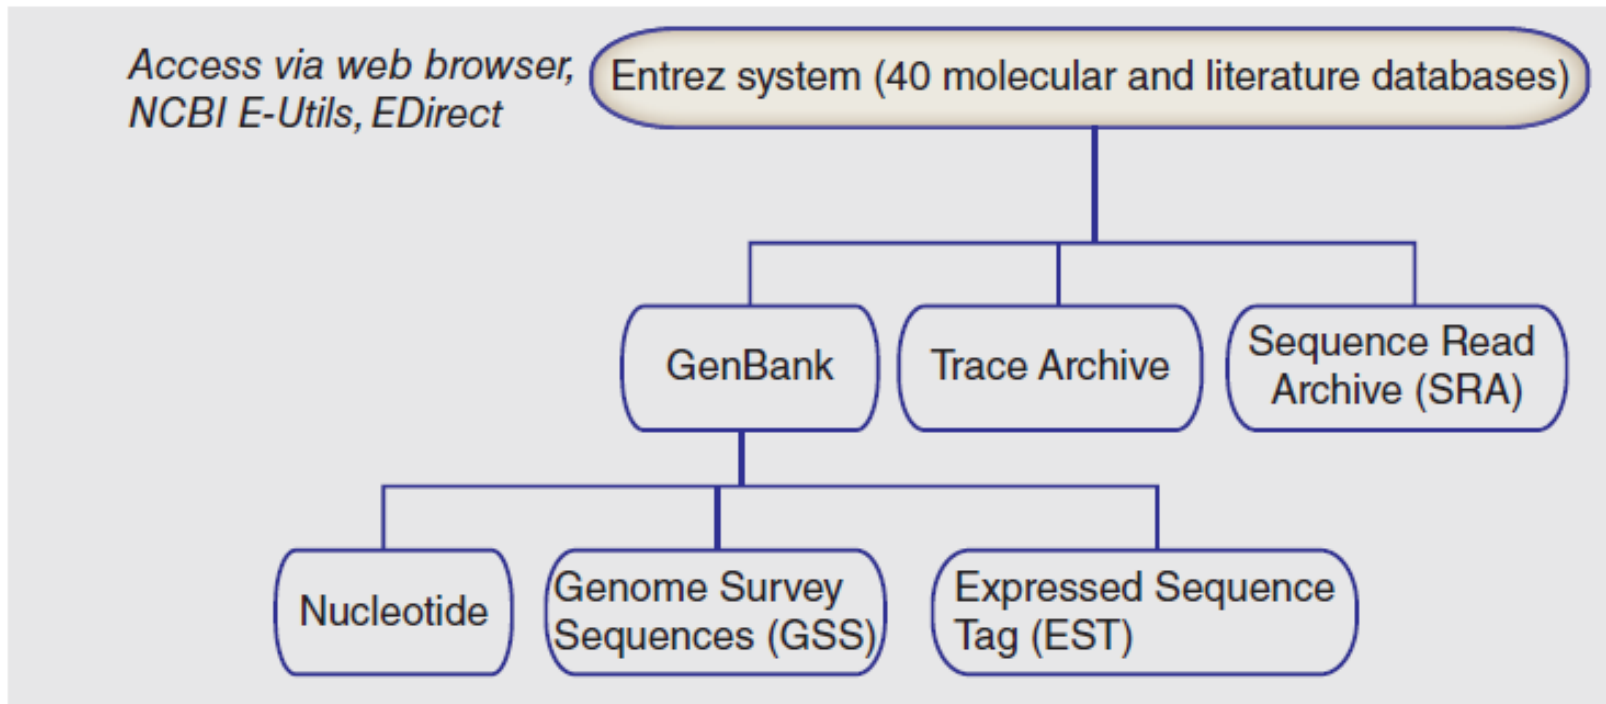 Access via web browser,
NCBI E-Utils, EDirect
Entrez system (40 molecular and literature databases)
GenBank
Trace Archive
Sequence Read
Archive (SRA)
Nucleotide
Genome Survey
Sequences (GSS)
Expressed Sequence
Tag (EST)